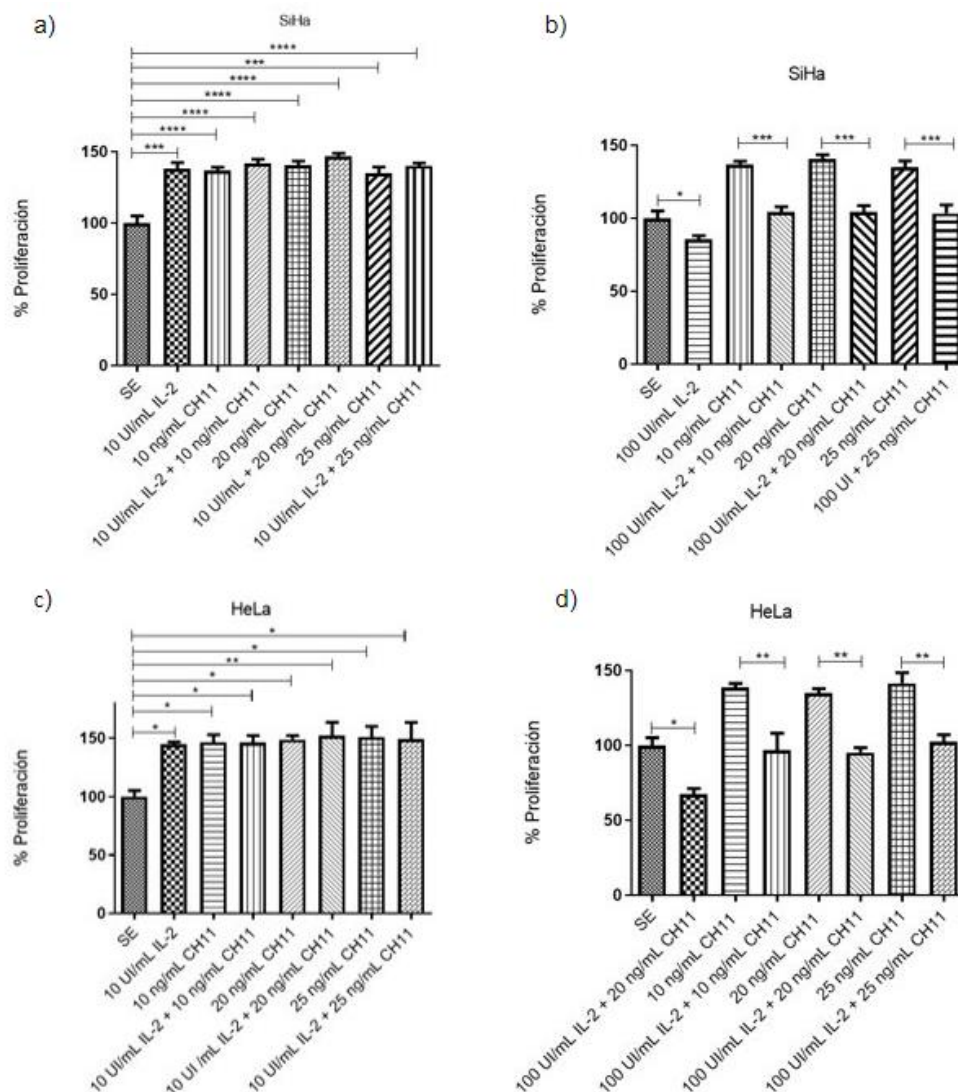 a)
SiHa
****
***
****
****
****
****
***
% Proliferación
150
100
50
0
SE
10 UI/mL IL-2
10 ng/mL CH11
10 UI/mL IL-2 + 10 ng/mL CH11
20 ng/mL CH11
10 UI/mL + 20 ng/mL CH11
25 ng/mL CH11
10 UI/mL IL-2 + 25 ng/mL CH11
b)
SiHa
*
***
***
***
% Proliferación
150
100
50
0
SE
100 UI/mL IL-2
10 ng/mL CH11
100 UI/mL IL-2 + 10 ng/mL CH11
20 ng/mL CH11
100 UI/mL IL-2 + 20 ng/mL CH11
25 ng/mL CH11
100 UI + 25 ng/mL CH11
c)
HeLa
*
*
**
*
*
*
*
% Proliferación
150
100
50
0
SE
10 UI/mL IL-2
10 ng/mL CH11
10 UI/mL IL-2 + 10 ng/mL CH11
20 ng/mL CH11
10 UI /mL IL-2 + 20 ng/mL CH11
25 ng/mL CH11
10 UI/mL IL-2 + 25 ng/mL CH11
d)
HeLa
*
**
**
**
% Proliferación
150
100
50
0
SE
100 UI/mL IL-2 + 20 ng/mL CH11
10 ng/mL CH11
100 UI/mL IL-2 + 10 ng/mL CH11
20 ng/mL CH11
100 UI/mL IL-2 + 20 ng/mL CH11
25 ng/mL CH11
100 UI/mL IL-2 + 25 ng/mL CH11